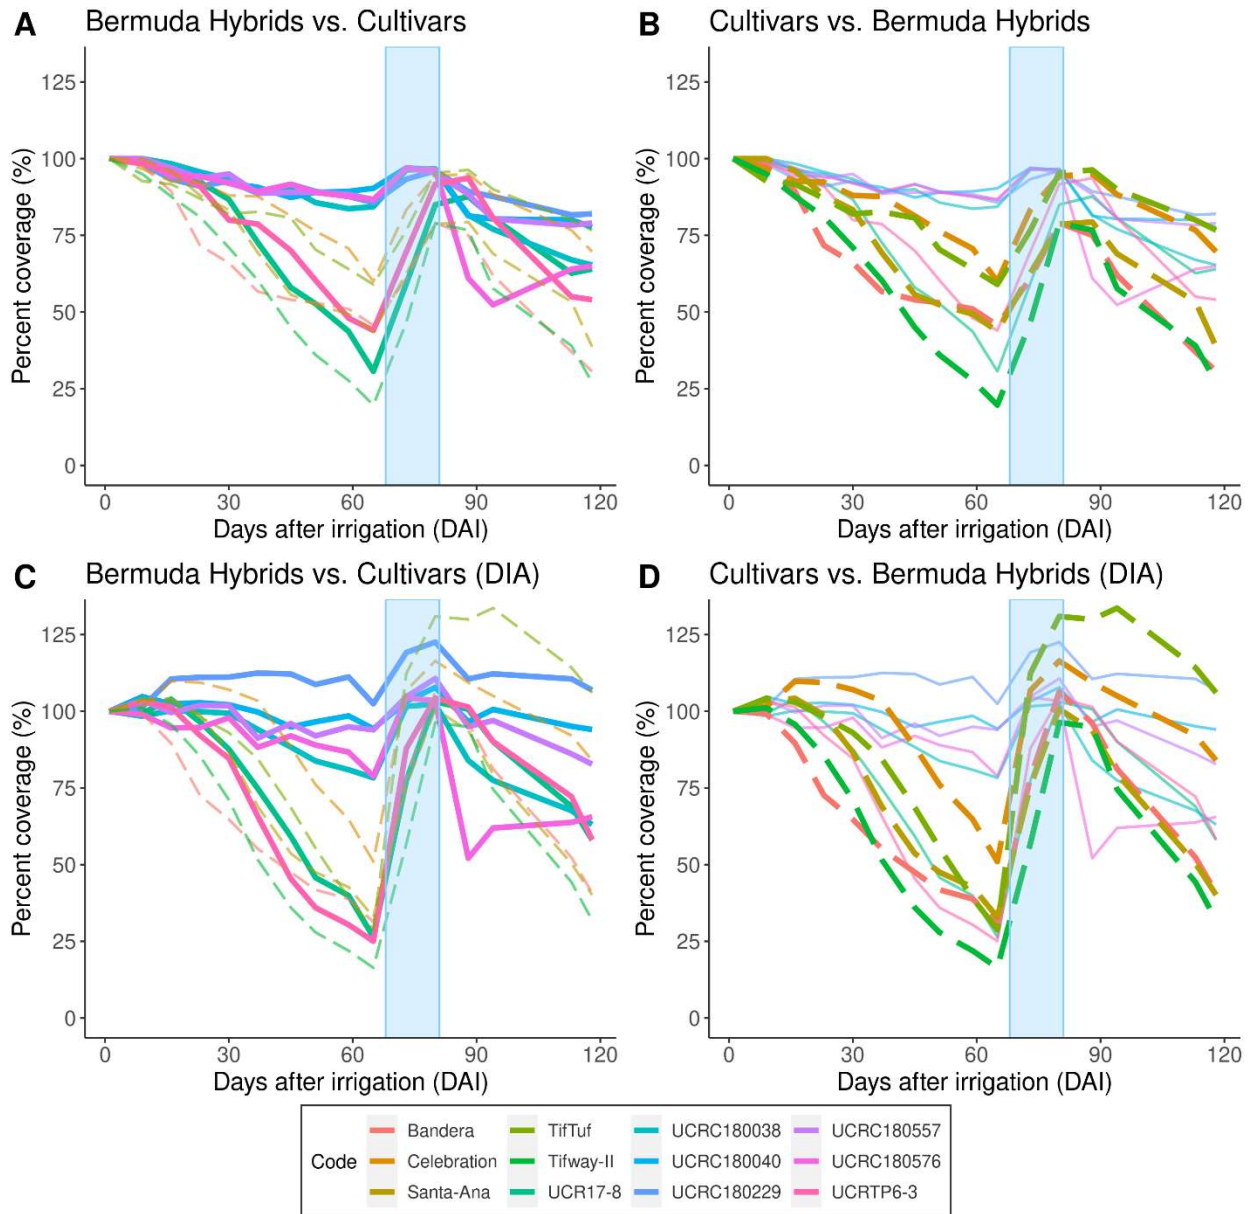 A Bermuda Hybrids vs. Cultivars
Percent coverage (%)
125
100
75
50
25
0
0 30 60 90 120
Days after irrigation (DAI)
B Cultivars vs. Bermuda Hybrids
Percent coverage (%)
125
100
75
50
25
0
0 30 60 90 120
Days after irrigation (DAI)
C Bermuda Hybrids vs. Cultivars (DIA)
Percent coverage (%)
125
100
75
50
25
0
0 30 60 90 120
Days after irrigation (DAI)
D Cultivars vs. Bermuda Hybrids (DIA)
Percent coverage (%)
125
100
75
50
25
0
0 30 60 90 120
Days after irrigation (DAI)
Code
Bandera TifTuf UCRC180038 UCRC180557
Celebration Tifway-II UCRC180040 UCRC180576
Santa-Ana UCR17-8 UCRC180229 UCRTP6-3